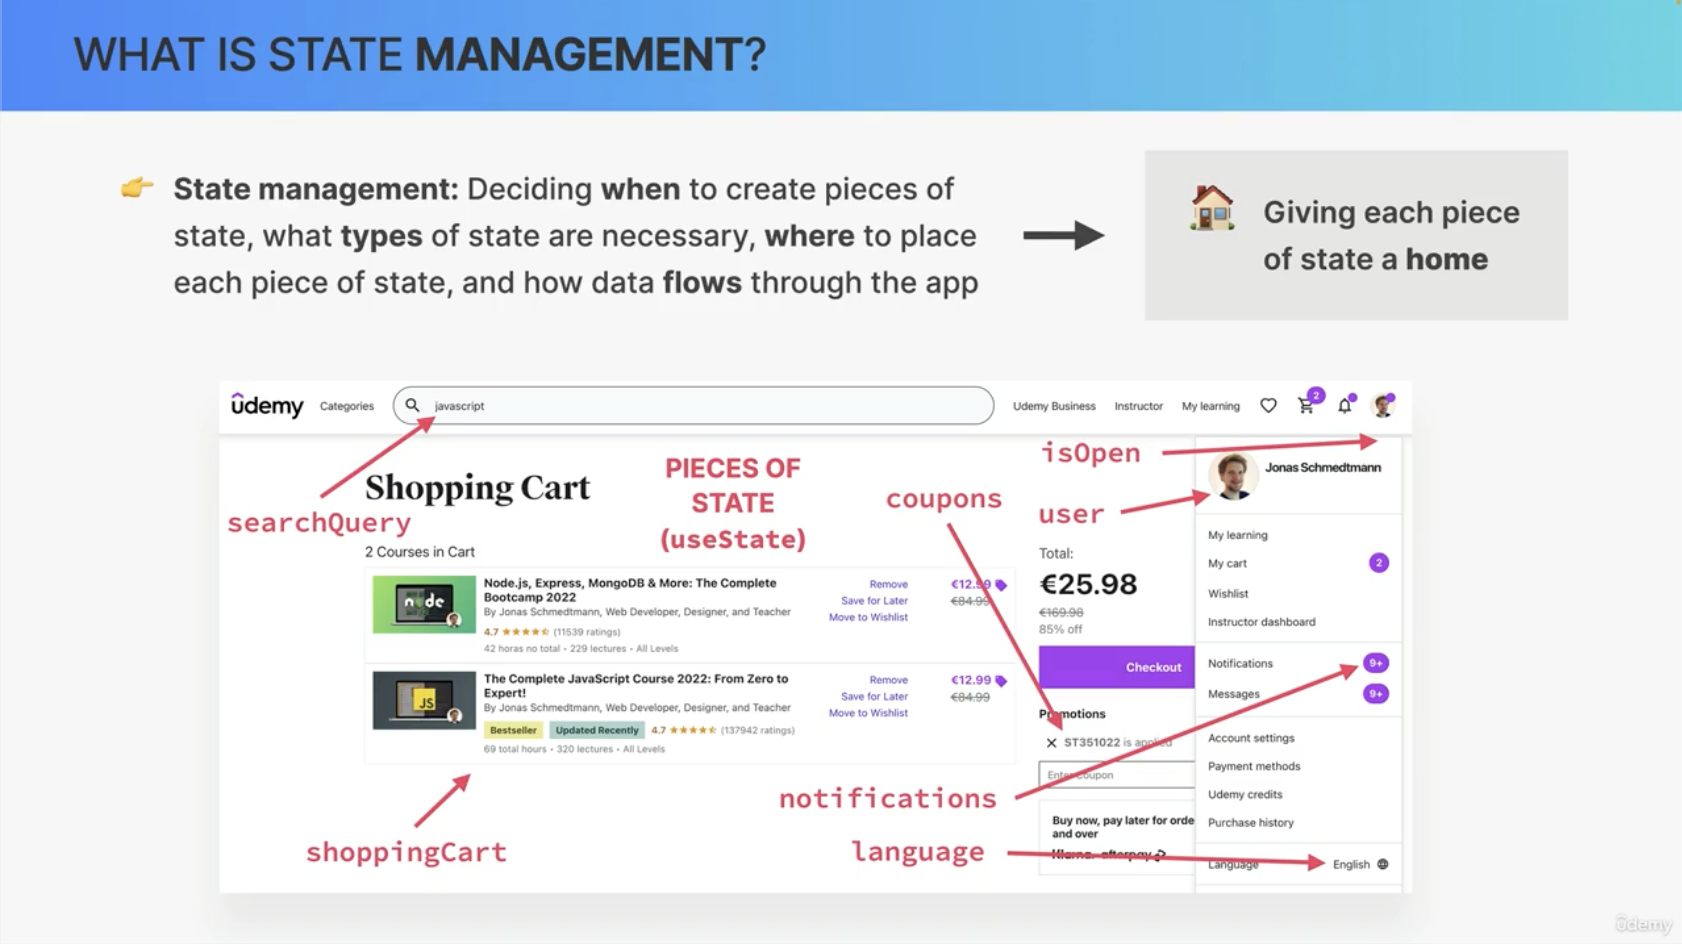 WHAT IS STATE MANAGEMENT?
State management: Deciding when to create pieces of
state, what types of state are necessary, where to place
each piece of state, and how data flows through the app
Giving each piece
of state a home
ûdemy
Categories
javascript
Udemy Business
Instructor
My learning
2
searchQuery
Shopping Cart
PIECES OF
STATE
(useState)
coupons
isOpen
user
Jonas Schmedtmann
2 Courses in Cart
Node.js, Express, MongoDB & More: The Complete
Bootcamp 2022
By Jonas Schmedtmann, Web Developer, Designer, and Teacher
4.7 (11539 ratings)
42 horas no total • 229 lectures • All Levels
node
Remove
Save for Later
Move to Wishlist
€12.99
€84.99
The Complete JavaScript Course 2022: From Zero to
Expert!
By Jonas Schmedtmann, Web Developer, Designer, and Teacher
Bestseller
Updated Recently
4.7 (137942 ratings)
69 total hours • 320 lectures • All Levels
JS
Remove
Save for Later
Move to Wishlist
€12.99
€84.99
shoppingCart
Total:
€25.98
€169.98
85% off
Checkout
Promotions
ST351022 is applied
Enter Coupon
Buy now, pay later for orde
and over
Klarna. afterpay
notifications
language
My learning
My cart
2
Wishlist
Instructor dashboard
Notifications
9+
Messages
9+
Account settings
Payment methods
Udemy credits
Purchase history
Language
English
ûdemy